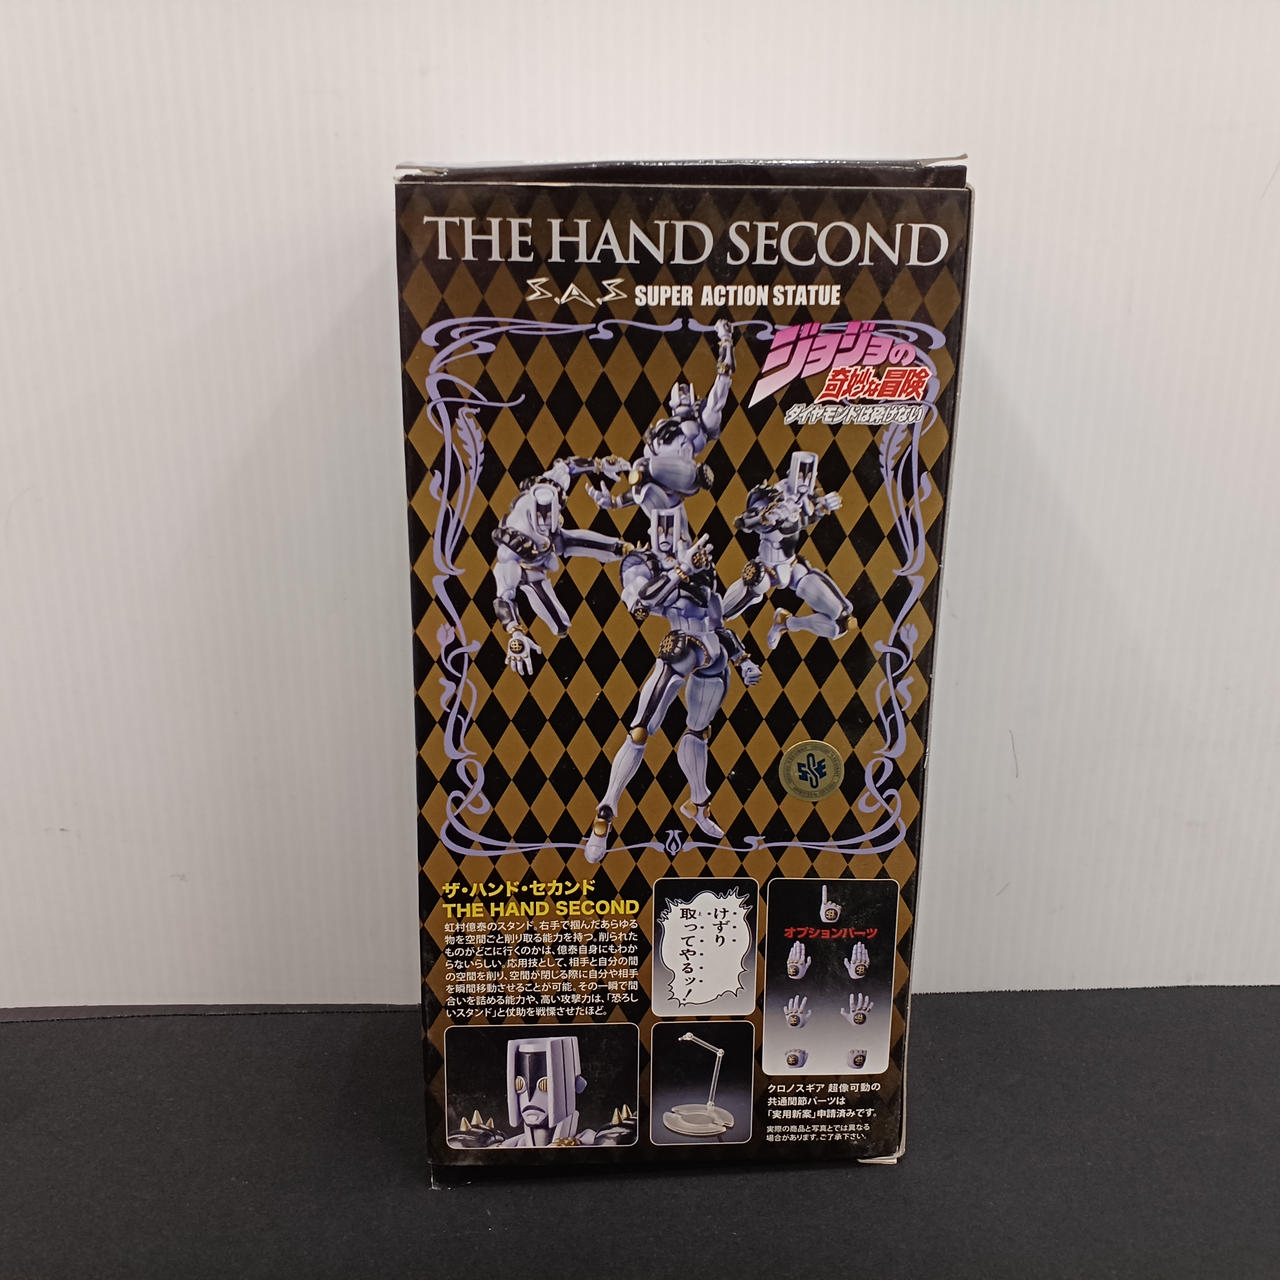 THE HAND SECOND
S.A.S SUPER ACTION STATUE
ジョジョの
奇妙な冒険
ダイヤモンドは砕けない
SSE
ザ・ハンド・セカンド
THE HAND SECOND
虹村億泰のスタンド。右手で掴んだあらゆる
物を空間ごと削り取る能力を持つ。削られた
ものがどこに行くのかは、億泰自身にもわか
らないらしい。応用技として、相手と自分の間
の空間を削り、空間が閉じる際に自分や相手
を瞬間移動させることが可能。その一瞬で間
合いを詰める能力や、高い攻撃力は、「恐ろし
いスタンド」と仗助を戦慄させたほど。
けずり
取ってやるッ!
オプションパーツ
クロノスギア 超像可動の
共通関節パーツは
「実用新案」申請済みです。
実際の商品と写真とでは異なる
場合があります。ご了承下さい。